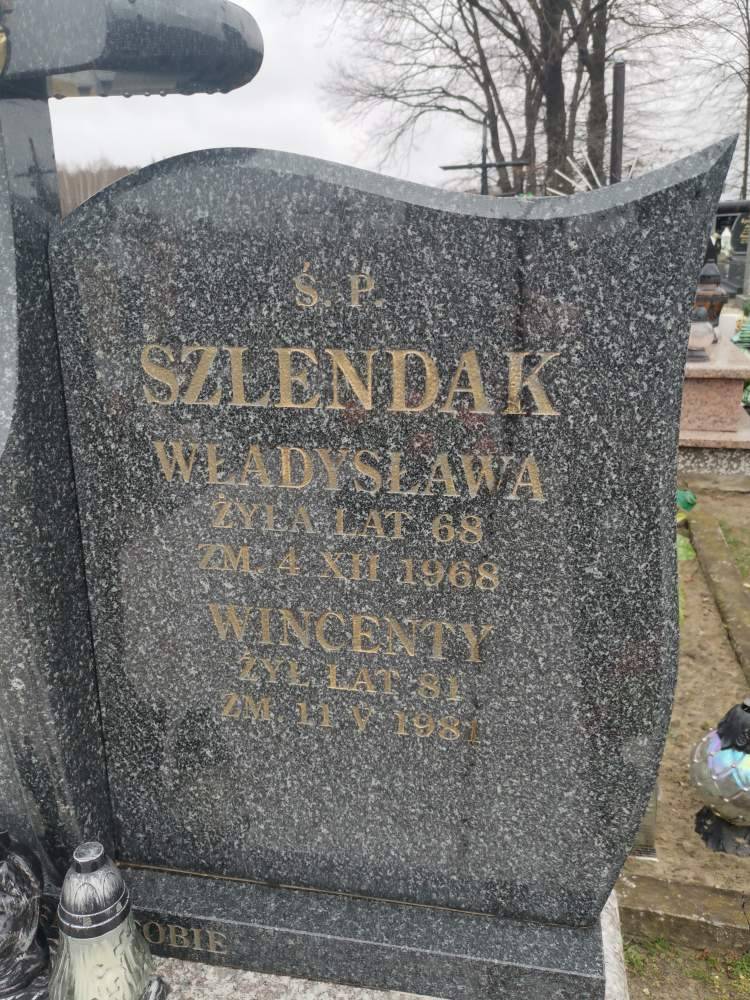 Ś. P.
SZLENDAK
WŁADYSŁAWA
ŻYŁA LAT 68
ZM. 4 XII 1968
WINCENTY
ŻYŁ LAT 81
ZM. 11 V 1981
OBIE